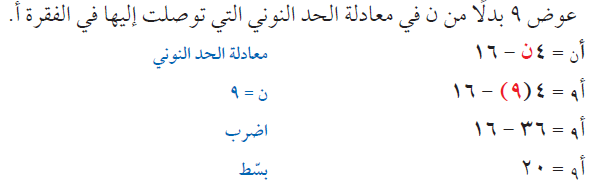 عوض ٩ بدلًا من ن في معادلة الحد النوني التي توصلت إليها في الفقرة أ.
أن = ٤ن - ١٦ معادلة الحد النوني
أ٩ = ٤(٩) - ١٦ ن = ٩
أ٩ = ٣٦ - ١٦ اضرب
أ٩ = ٢٠ بسّط